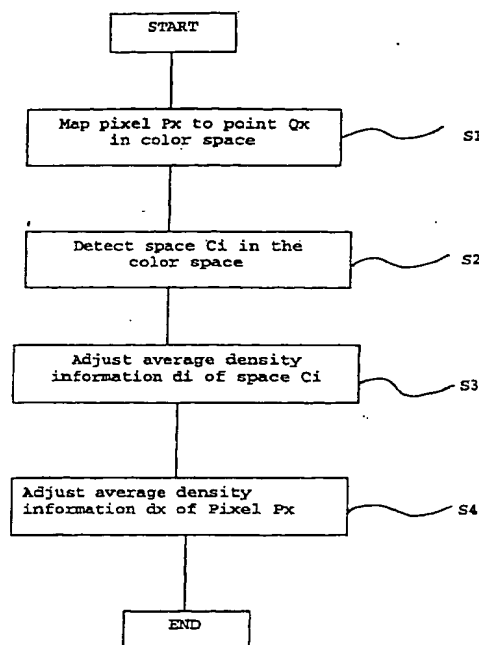 START
Map pixel Px to point Qx
in color space
S1
Detect space Ci in the
color space
S2
Adjust average density
information di of space Ci
S3
Adjust average density
information dx of Pixel Px
S4
END